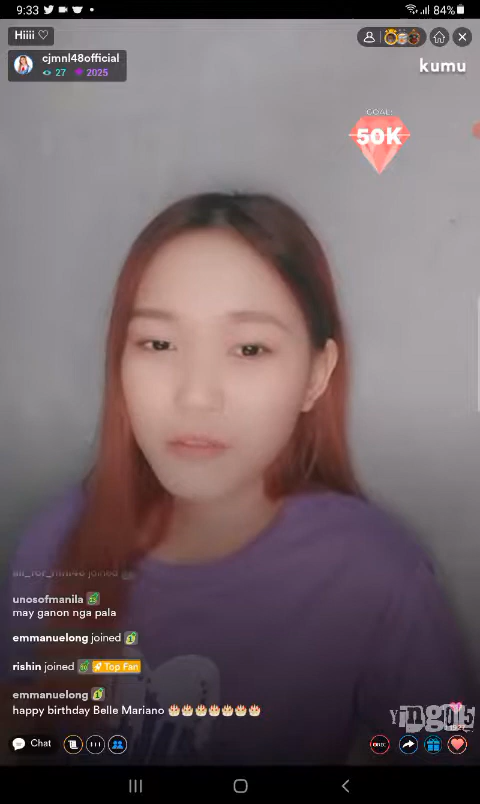 9:33
84%
Hiiii ♡
cjmnl48official
27 2025
kumu
GOAL:
50K
joined
unosofmanila
may ganon nga pala
emmanuelong joined
rishin joined Top Fan
emmanuelong
happy birthday Belle Mariano 🎂🎂🎂🎂🎂🎂🎂
Chat